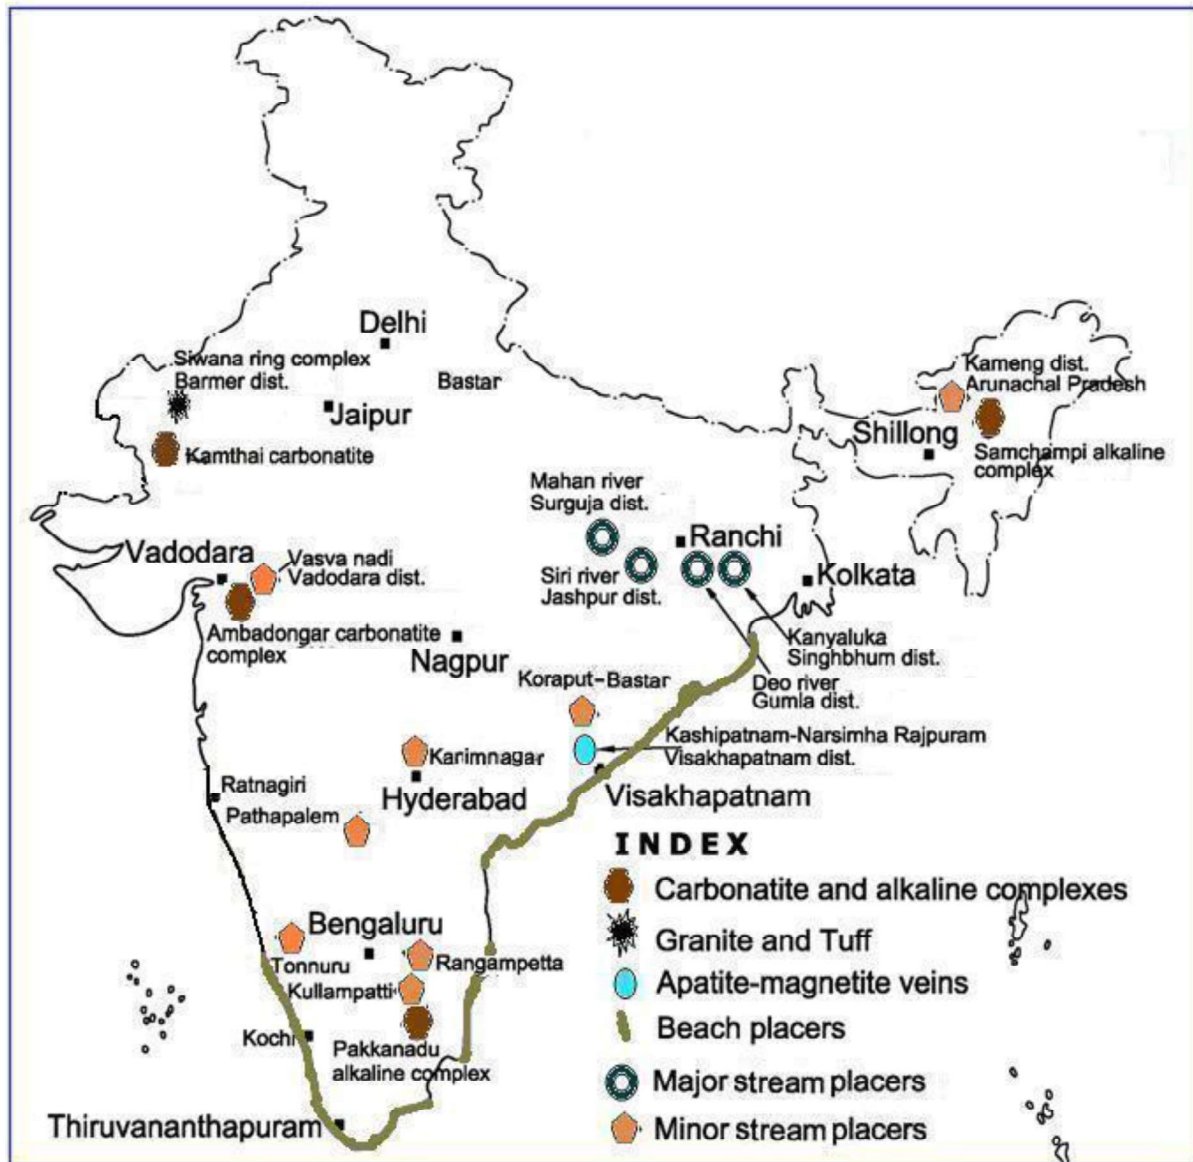 Delhi
Siwana ring complex
Barmer dist.
Bastar
Jaipur
Kamthai carbonatite
Kameng dist.
Arunachal Pradesh
Shillong
Samchampi alkaline
complex
Mahan river
Surguja dist.
Ranchi
Vadodara
Vasva nadi
Vadodara dist.
Siri river
Jashpur dist.
Kolkata
Ambadongar carbonatite
complex
Nagpur
Kanyaluka
Singhbhum dist.
Koraput-Bastar
Deo river
Gumla dist.
Kashipatnam-Narsimha Rajpuram
Visakhapatnam dist.
Karimnagar
Ratnagiri
Hyderabad
Visakhapatnam
Pathapalem
INDEX
Carbonatite and alkaline complexes
Granite and Tuff
Apatite-magnetite veins
Beach placers
Major stream placers
Minor stream placers
Bengaluru
Tonnuru
Rangampetta
Kullampatti
Kochi
Pakkanadu
alkaline complex
Thiruvananthapuram